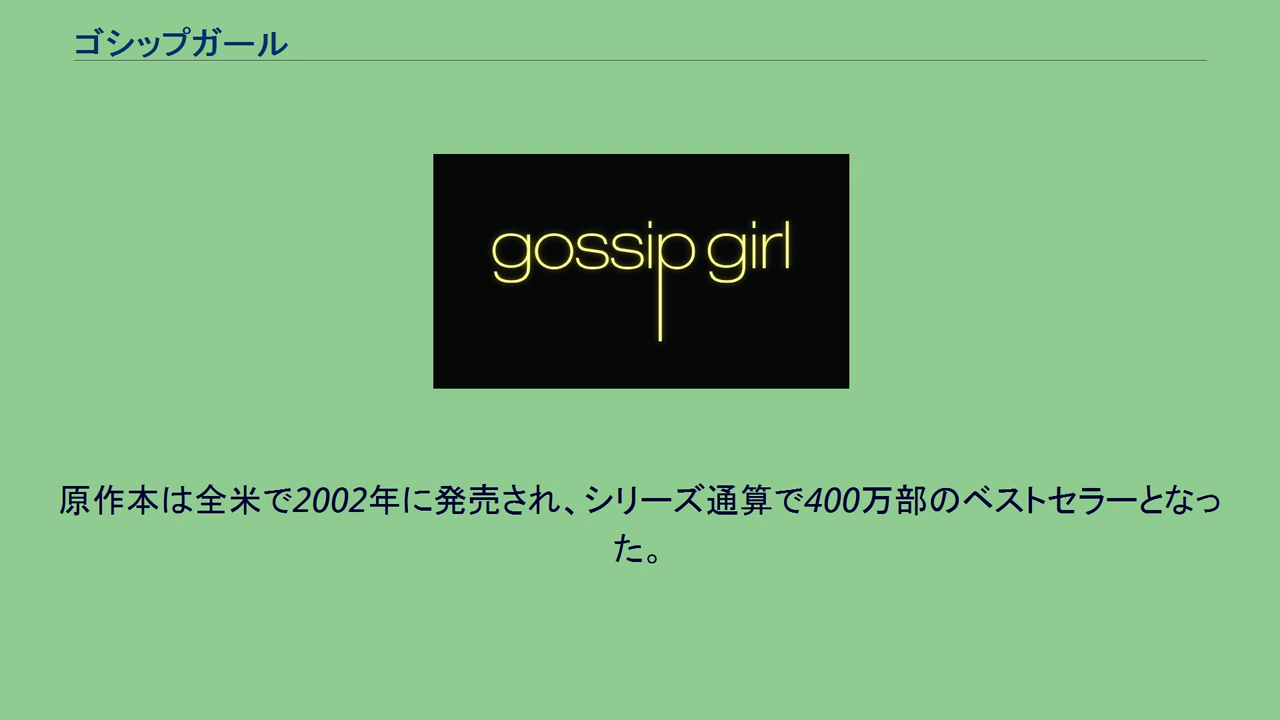 ゴシップガール
gossip girl
原作本は全米で2002年に発売され、シリーズ通算で400万部のベストセラーとなっ
た。